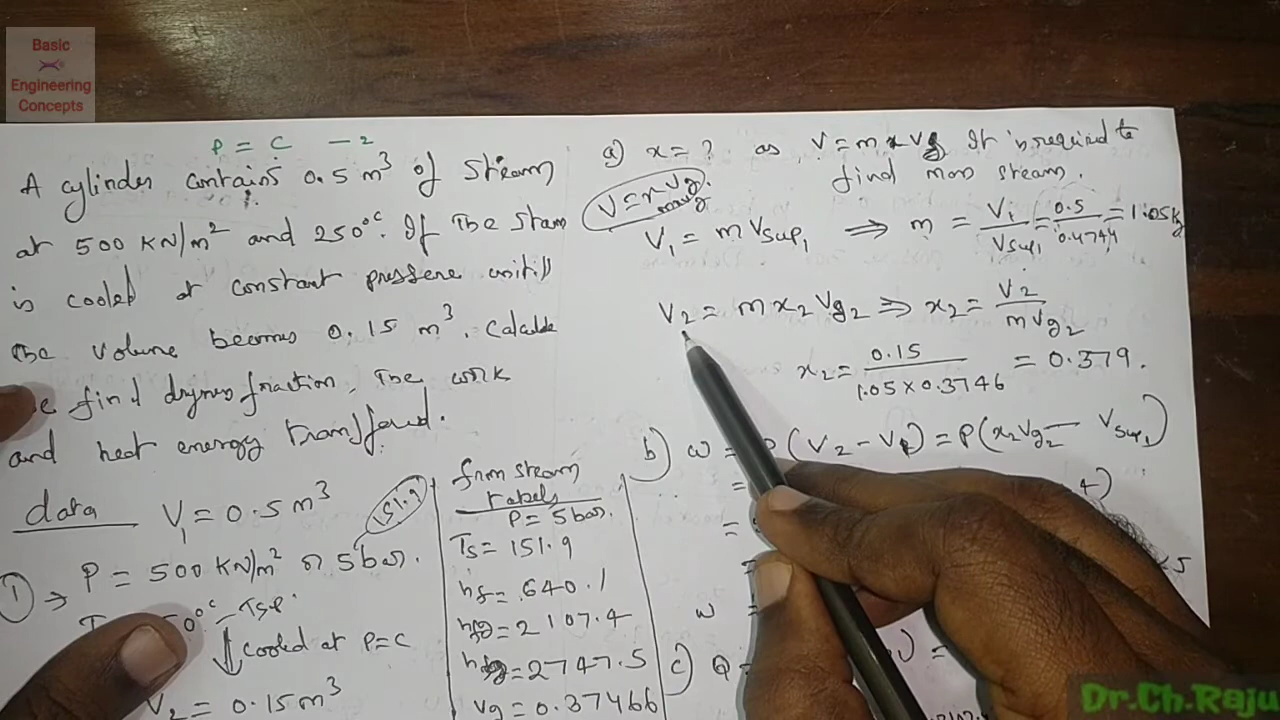 Basic
Engineering
Concepts
P = C - 2
A cylinder contains 0.5 m³ of steam
at 500 KN/m² and 250°C. If the steam
is cooled at constant pressure until
the volume becomes 0.15 m³. Calculate
find dryness fraction, The work
and heat energy transferred.
data V₁ = 0.5 m³
151.9
① → P = 500 KN/m² or 5 bar.
0°C - Tsp.
cooled at P=C
V₂ = 0.15 m³
from steam
tables
P = 5 bar.
Ts = 151.9
hf = 640.1
hfg = 2107.4
hg = 2747.5
vg = 0.37466
a) x = ? as V = m x Vg It is required to
find mass steam.
V = m vg.
V₁ = m Vsup₁ ⇒ m = V₁/Vsup₁ = 0.5/0.4744 = 1.05 kg
V₂ = m x₂ Vg₂ ⇒ x₂ = V₂/m Vg₂
x₂ = 0.15/1.05 × 0.3746 = 0.379.
b) W = P(V₂ - V₁) = P(x₂ Vg₂ - Vsup₁)
=
4)
=
=
W =
c) Q =
=
Dr.Ch.Raju